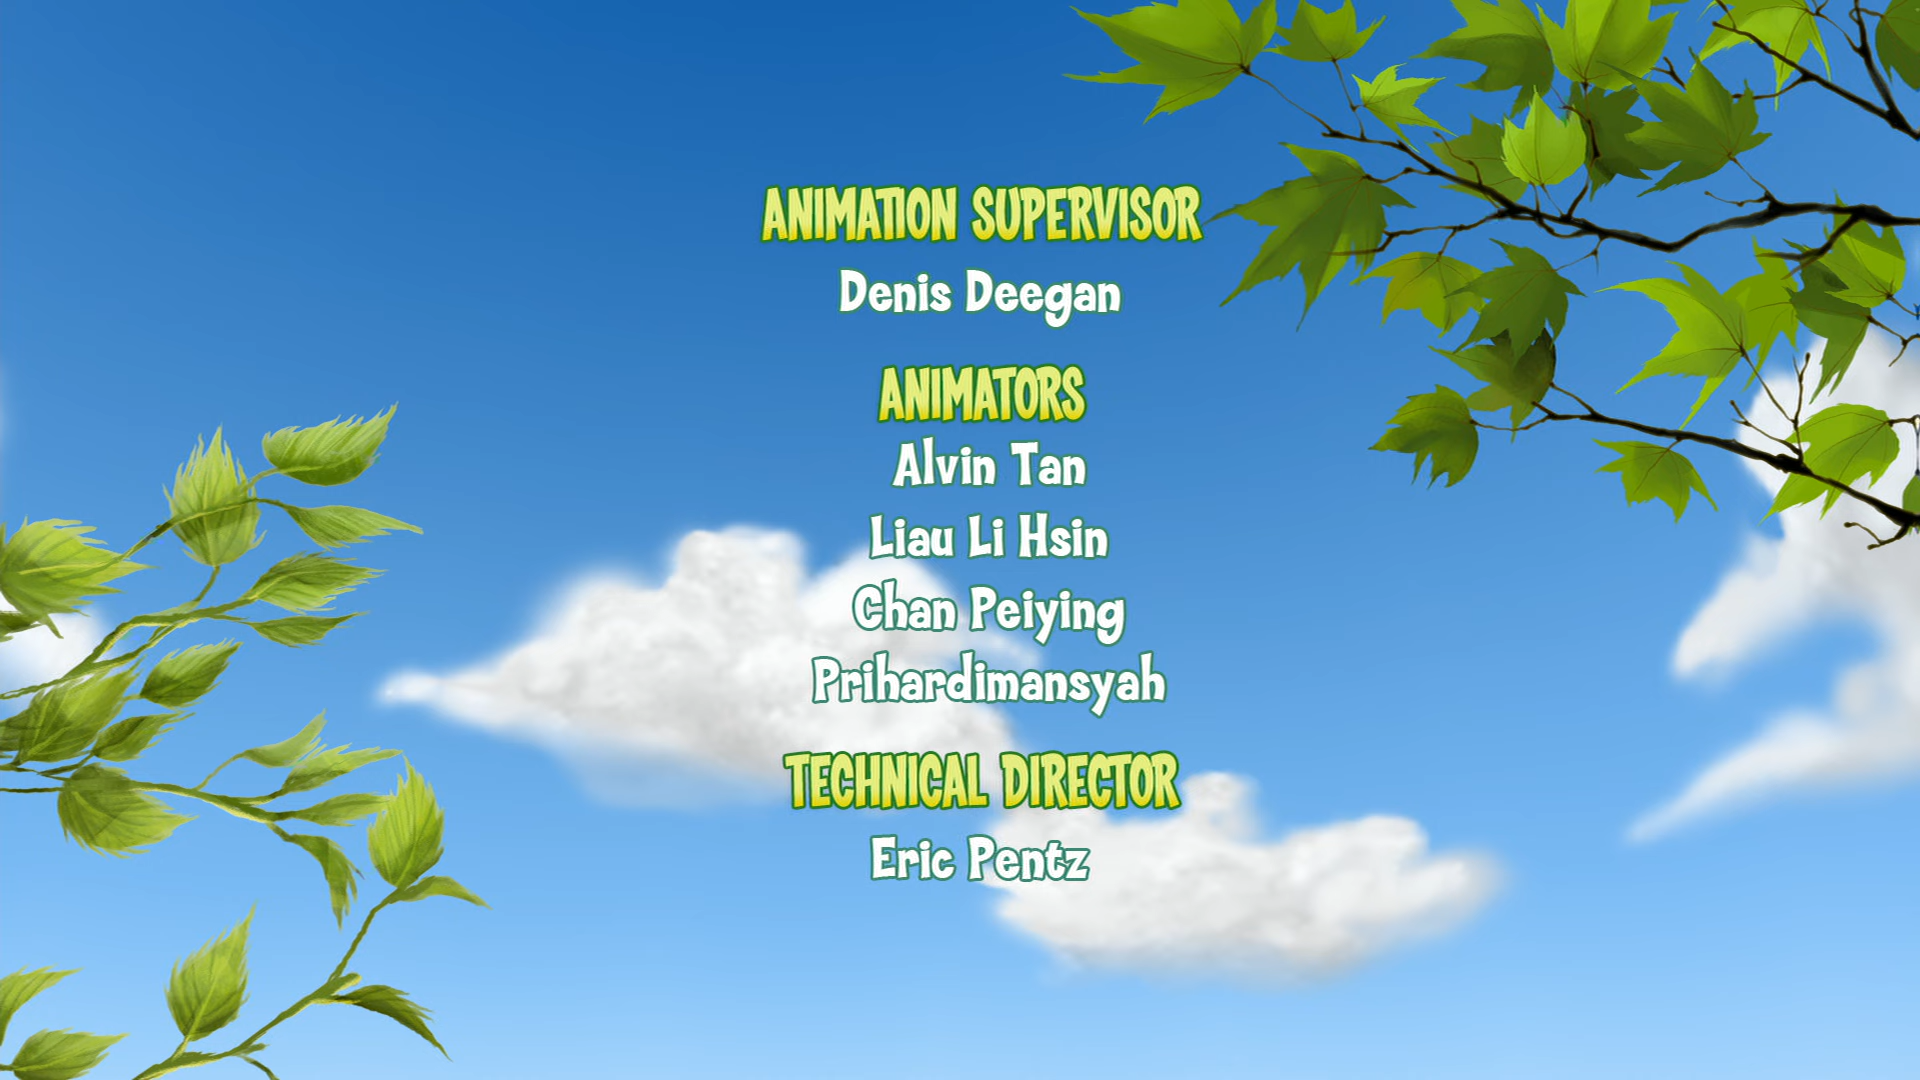 ANIMATION SUPERVISOR
Denis Deegan
ANIMATORS
Alvin Tan
Liau Li Hsin
Chan Peiying
Prihardimansyah
TECHNICAL DIRECTOR
Eric Pentz